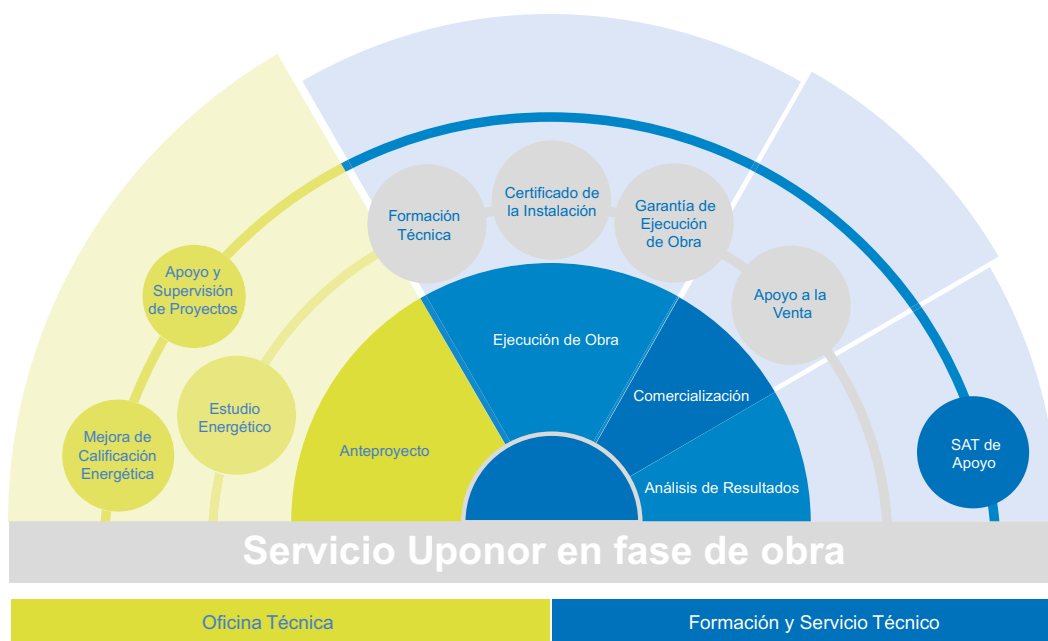 Certificado de
la Instalación
Formación
Técnica
Garantía de
Ejecución
de Obra
Apoyo y
Supervisión
de Proyectos
Apoyo a la
Venta
Ejecución de Obra
Comercialización
Estudio
Energético
Mejora de
Calificación
Energética
Anteproyecto
SAT de
Apoyo
Análisis de Resultados
Servicio Uponor en fase de obra
Oficina Técnica
Formación y Servicio Técnico